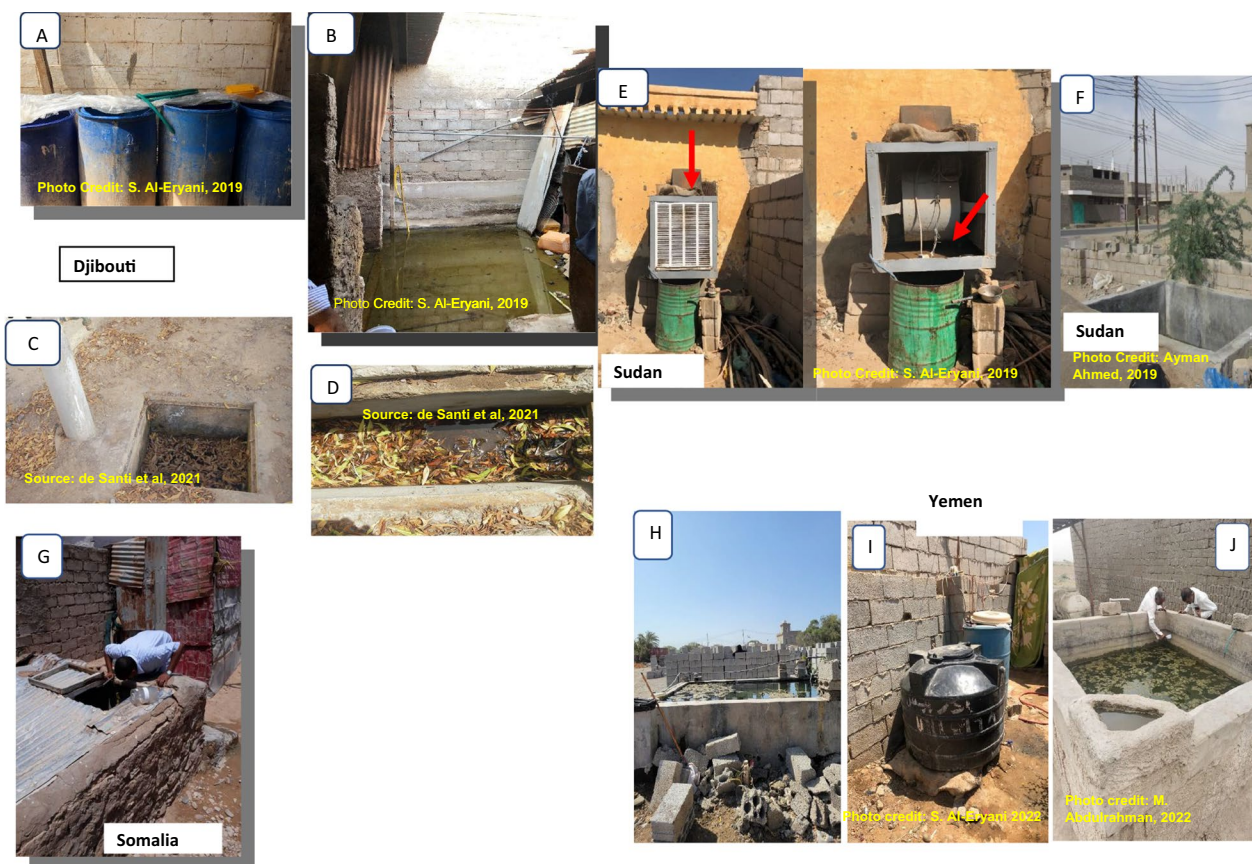 A
Photo Credit: S. Al-Eryani, 2019
B
Photo Credit: S. Al-Eryani, 2019
Djibouti
C
Source: de Santi et al, 2021
D
Source: de Santi et al, 2021
E
Sudan
Photo Credit: S. Al-Eryani, 2019
F
Sudan
Photo Credit: Ayman
Ahmed, 2019
G
Somalia
Yemen
H
I
Photo credit: S. Al-Eryani 2022
J
Photo credit: M.
Abdulrahman, 2022